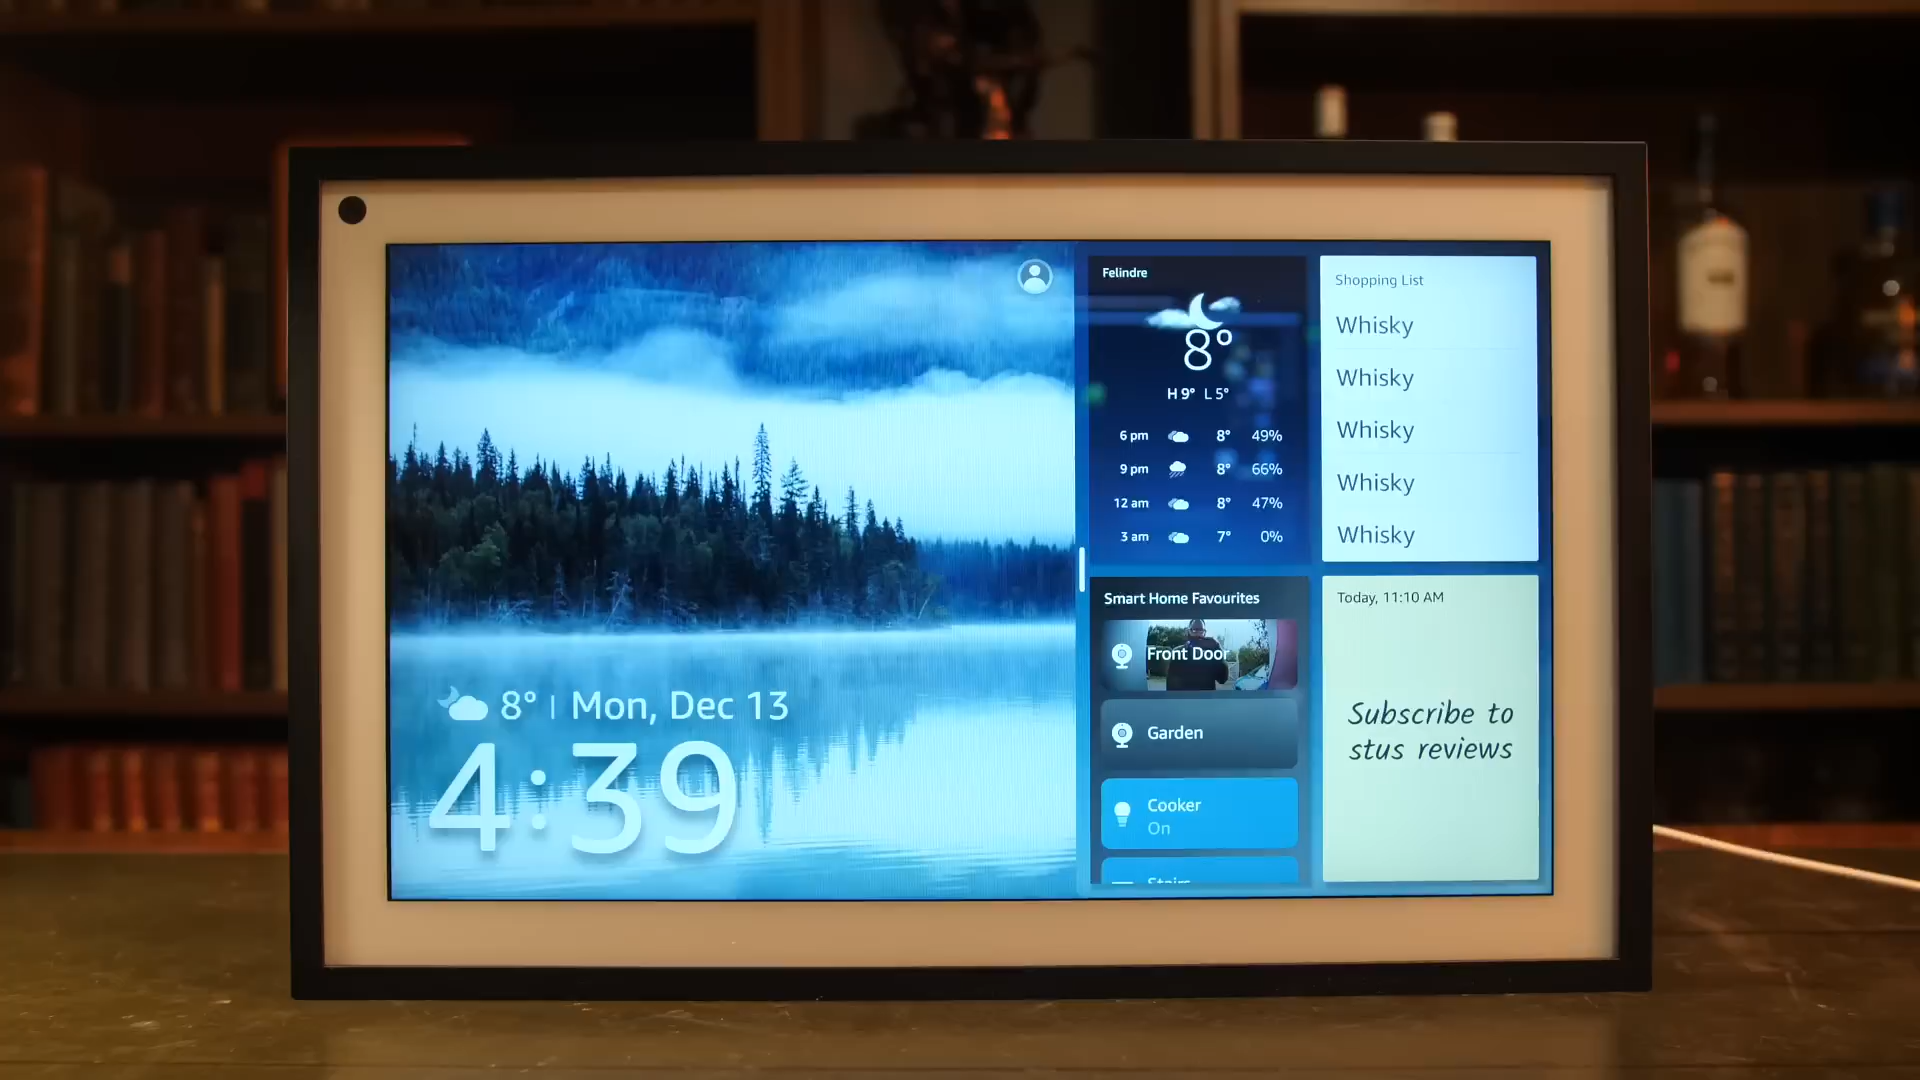 8° | Mon, Dec 13
4:39
Felindre
8°
H 9° L 5°
6 pm 8° 49%
9 pm 8° 66%
12 am 8° 47%
3 am 7° 0%
Shopping List
Whisky
Whisky
Whisky
Whisky
Whisky
Smart Home Favourites
Front Door
Garden
Cooker
On
Stairs
Today, 11:10 AM
Subscribe to
stus reviews